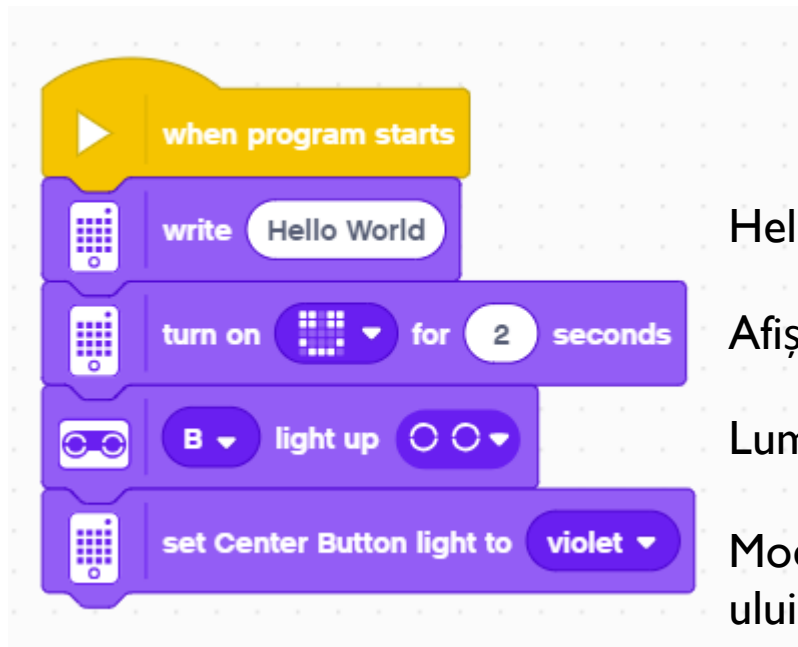 when program starts
write Hello World
turn on for 2 seconds
B light up
set Center Button light to violet
Hel
Afiș
Lum
ului